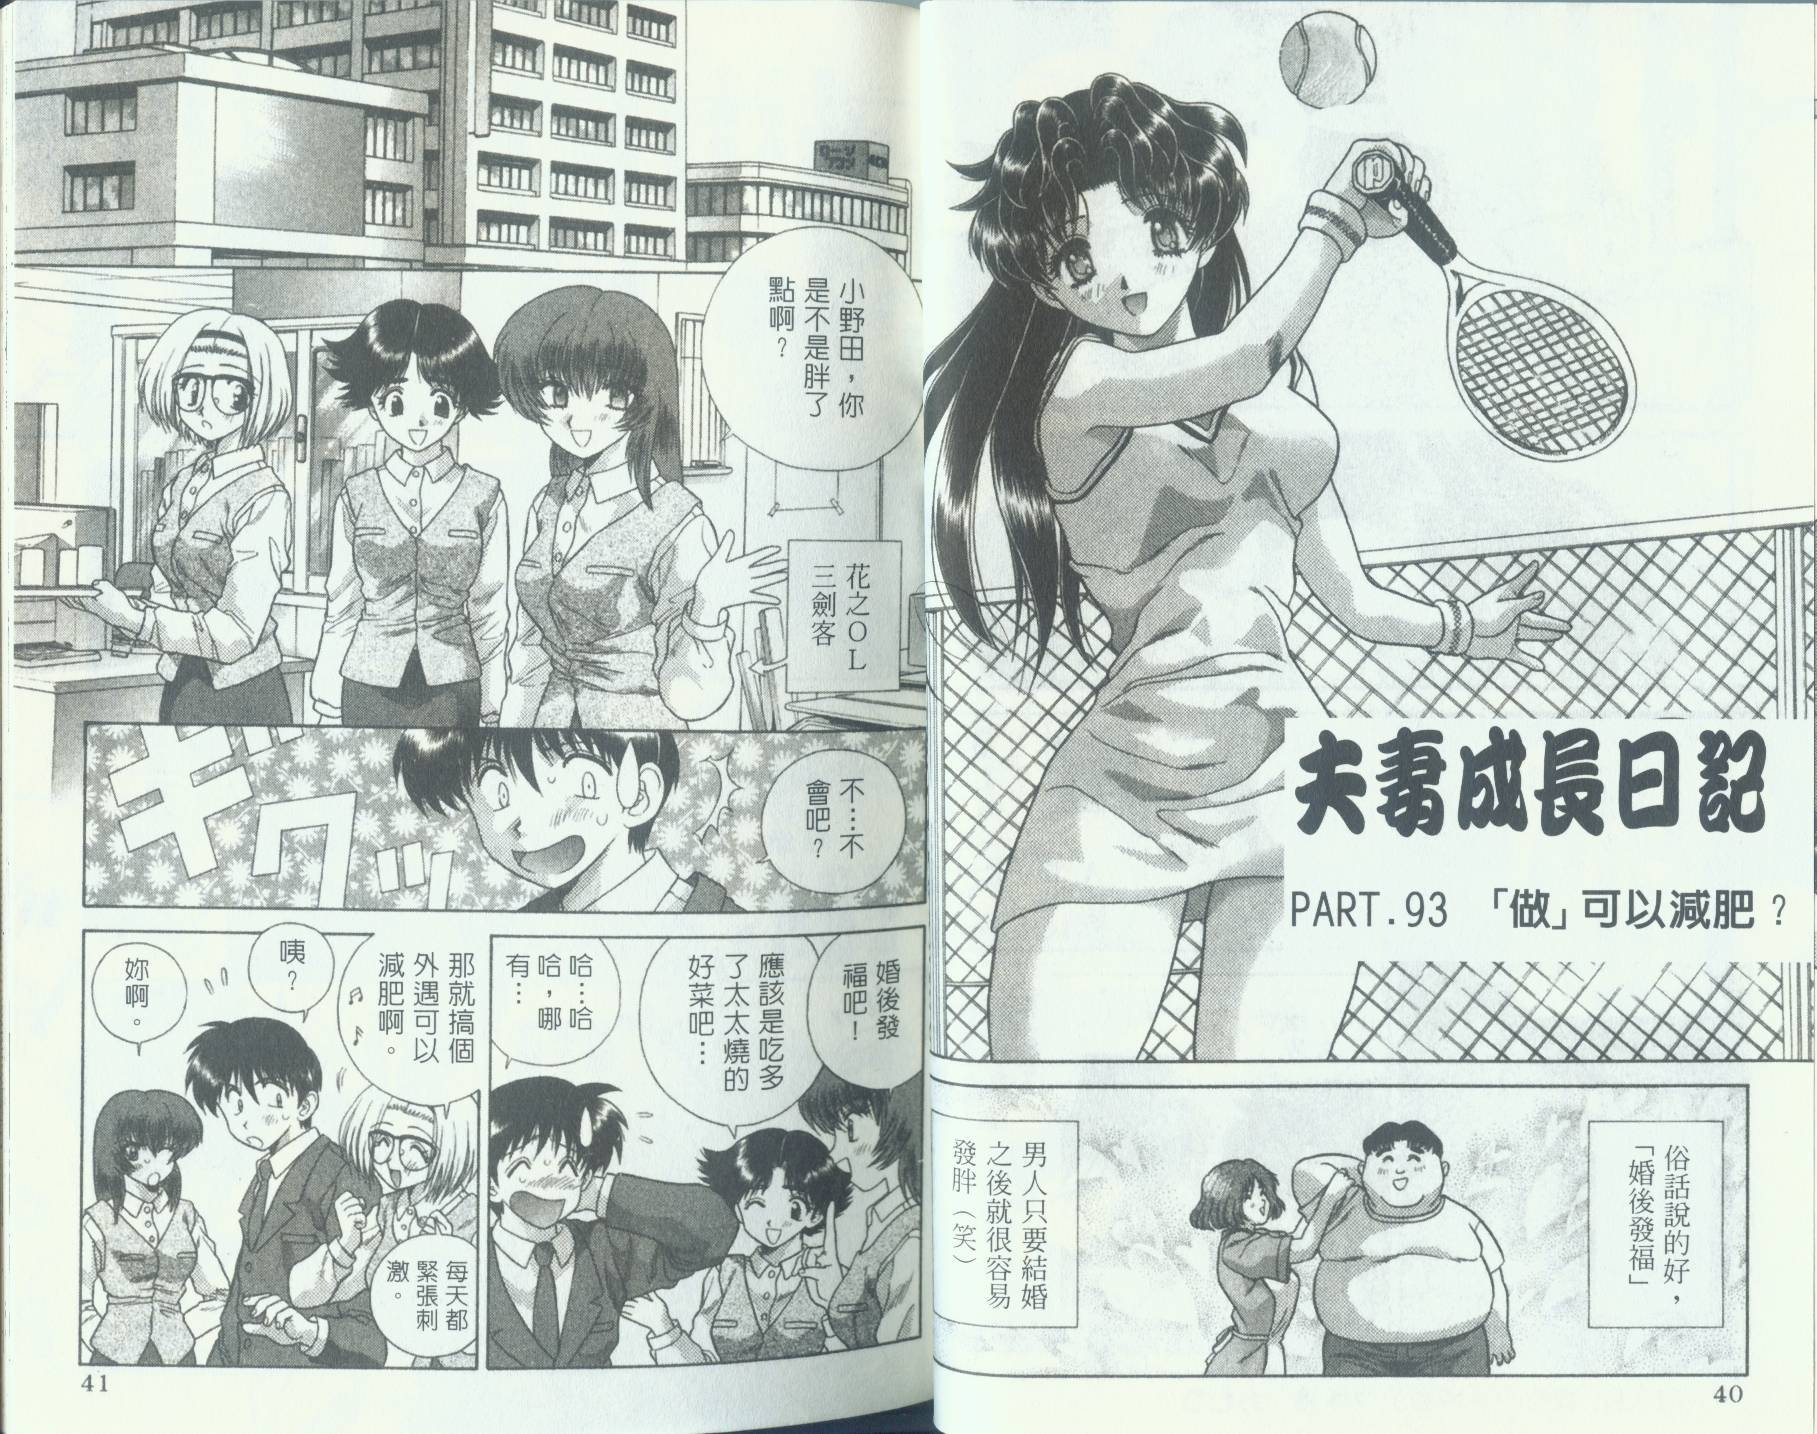 夫妻成長日記
PART.93 「做」可以減肥？
俗話說的好，
「婚後發福」
男人只要結婚
之後就很容易
發胖（笑）
40
小野田，你
是不是胖了
點啊？
花之OL
三劍客
不…不
會吧？
ギクッ
婚後發
福吧！
應該是吃多
了太太燒的
好菜吧…
哈…哈
哈，哪
有…
那就搞個
外遇可以
減肥啊。
咦？
妳啊。
每天都
緊張刺
激。
41